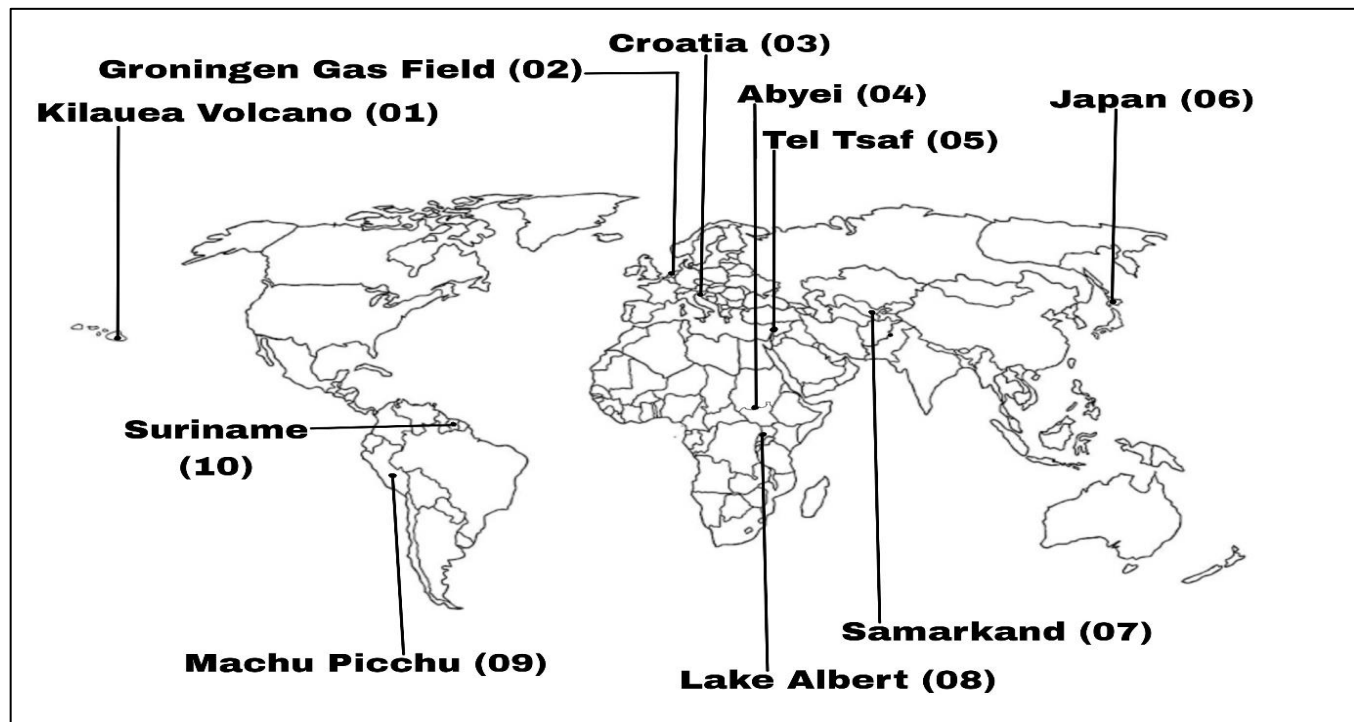 Croatia (03)
Groningen Gas Field (02)
Abyei (04)
Japan (06)
Kilauea Volcano (01)
Tel Tsaf (05)
Suriname
(10)
Samarkand (07)
Machu Picchu (09)
Lake Albert (08)